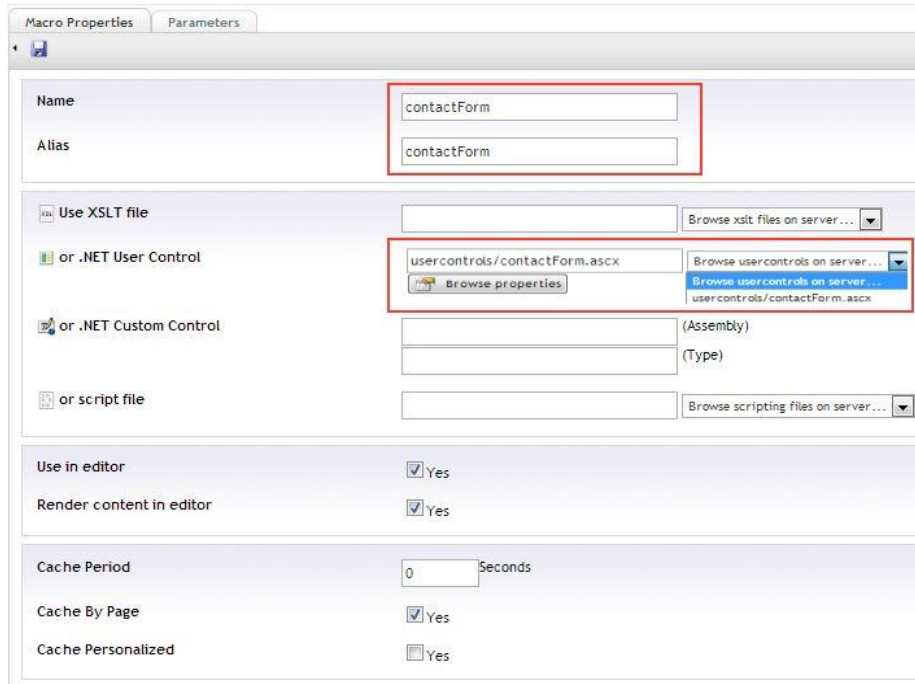 Macro Properties Parameters
Name contactForm
Alias contactForm
Use XSLT file Browse xslt files on server...
or .NET User Control usercontrols/contactForm.ascx Browse usercontrols on server...
Browse properties Browse usercontrols on server...
usercontrols/contactForm.ascx
or .NET Custom Control (Assembly)
(Type)
or script file Browse scripting files on server...
Use in editor Yes
Render content in editor Yes
Cache Period 0 Seconds
Cache By Page Yes
Cache Personalized Yes